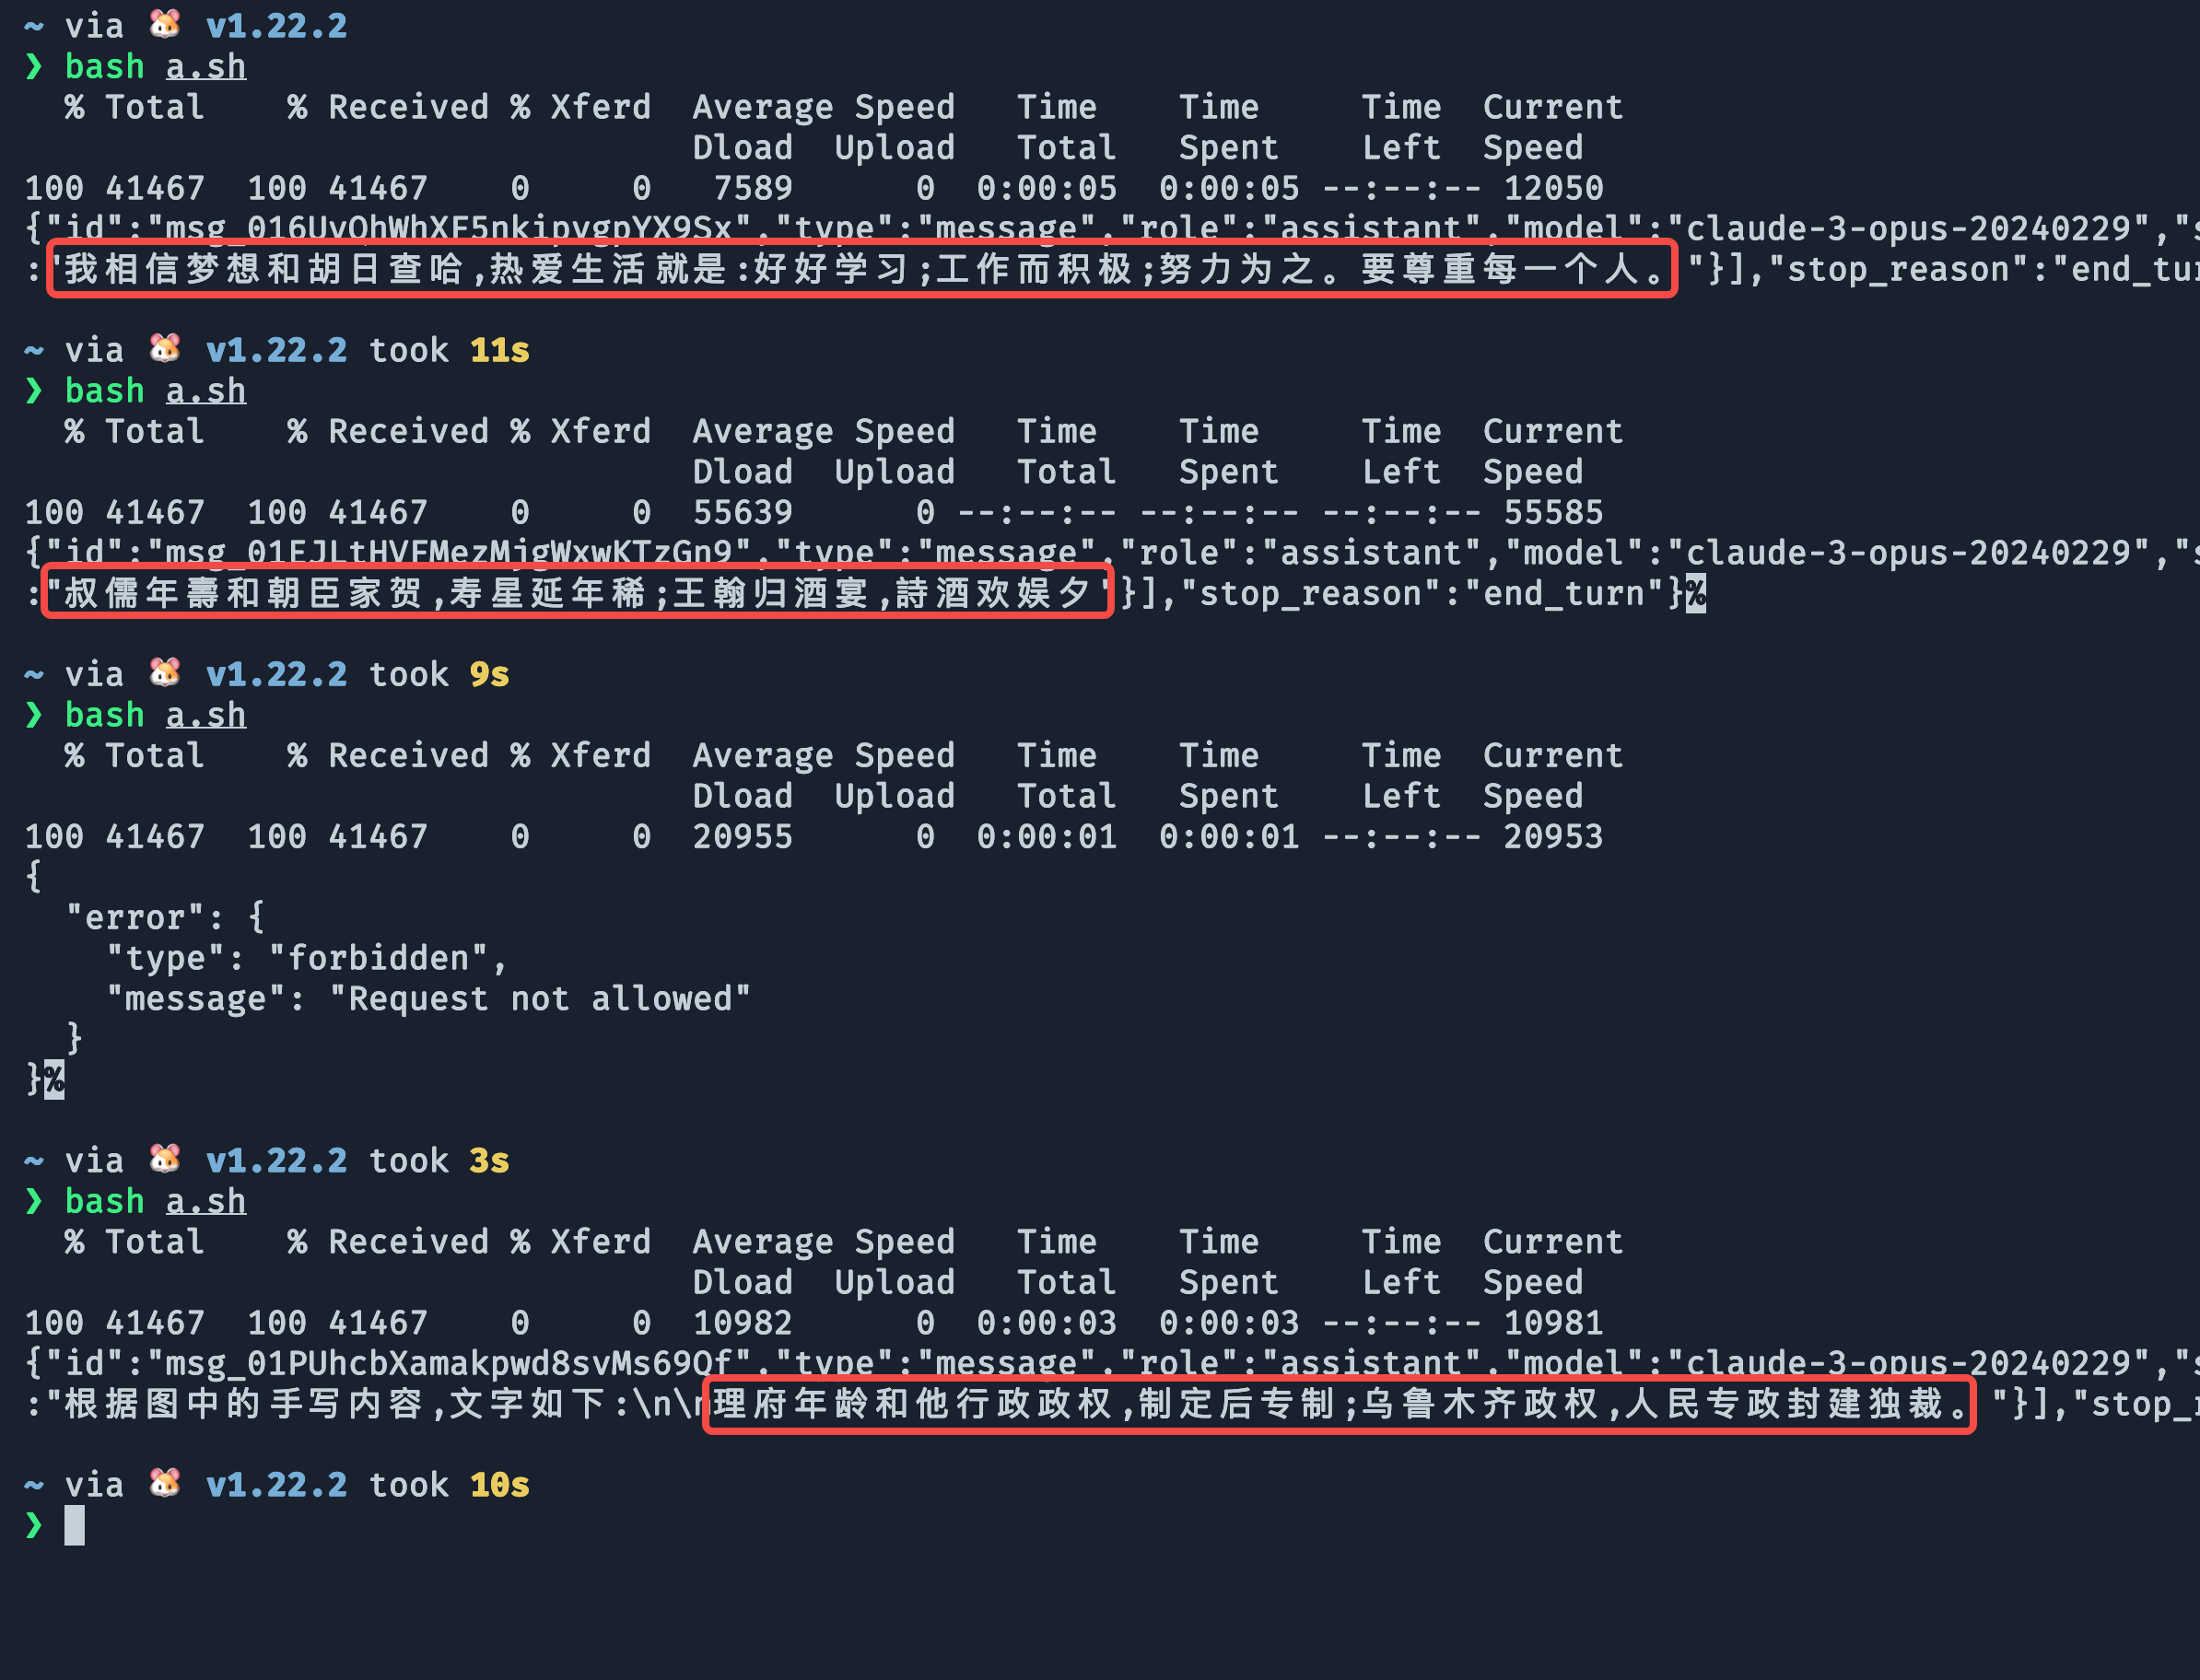 ~ via 🐹 v1.22.2
❯ bash a.sh
% Total % Received % Xferd Average Speed Time Time Time Current
Dload Upload Total Spent Left Speed
100 41467 100 41467 0 0 7589 0 0:00:05 0:00:05 --:--:-- 12050
{"id":"msg_016UvQhWhXF5nkipvgpYX9Sx","type":"message","role":"assistant","model":"claude-3-opus-20240229","s
:"我相信梦想和胡日查哈,热爱生活就是:好好学习;工作而积极;努力为之。要尊重每一个人。"}],"stop_reason":"end_tur
~ via 🐹 v1.22.2 took 11s
❯ bash a.sh
% Total % Received % Xferd Average Speed Time Time Time Current
Dload Upload Total Spent Left Speed
100 41467 100 41467 0 0 55639 0 --:--:-- --:--:-- --:--:-- 55585
{"id":"msg_01EJLtHVFMezMjgWxwKTzGn9","type":"message","role":"assistant","model":"claude-3-opus-20240229","s
:"叔儒年壽和朝臣家贺,寿星延年稀;王翰归酒宴,詩酒欢娱夕"}],"stop_reason":"end_turn"}%
~ via 🐹 v1.22.2 took 9s
❯ bash a.sh
% Total % Received % Xferd Average Speed Time Time Time Current
Dload Upload Total Spent Left Speed
100 41467 100 41467 0 0 20955 0 0:00:01 0:00:01 --:--:-- 20953
{
"error": {
"type": "forbidden",
"message": "Request not allowed"
}
}%
~ via 🐹 v1.22.2 took 3s
❯ bash a.sh
% Total % Received % Xferd Average Speed Time Time Time Current
Dload Upload Total Spent Left Speed
100 41467 100 41467 0 0 10982 0 0:00:03 0:00:03 --:--:-- 10981
{"id":"msg_01PUhcbXamakpwd8svMs69Qf","type":"message","role":"assistant","model":"claude-3-opus-20240229","s
:"根据图中的手写内容,文字如下:\n\n理府年龄和他行政政权,制定后专制;乌鲁木齐政权,人民专政封建独裁。"}],"stop_r
~ via 🐹 v1.22.2 took 10s
❯